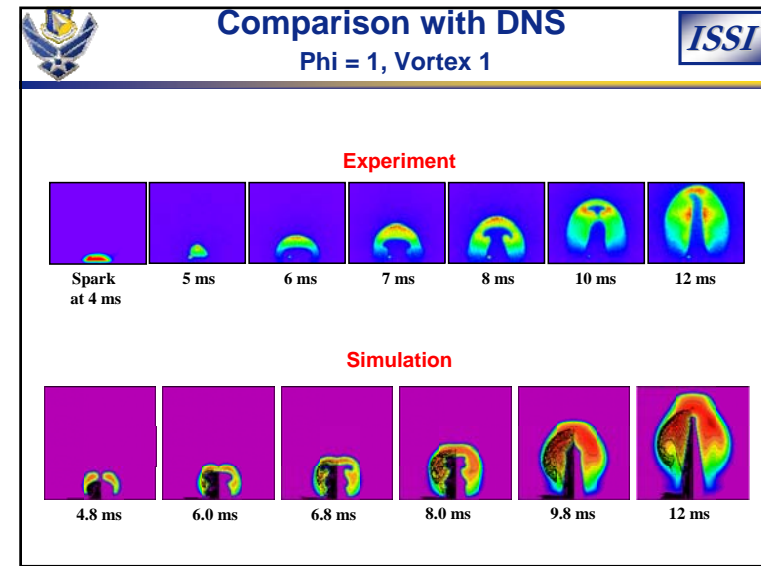 Comparison with DNS
Phi = 1, Vortex 1
ISSI
Experiment
Spark at 4 ms
5 ms
6 ms
7 ms
8 ms
10 ms
12 ms
Simulation
4.8 ms
6.0 ms
6.8 ms
8.0 ms
9.8 ms
12 ms